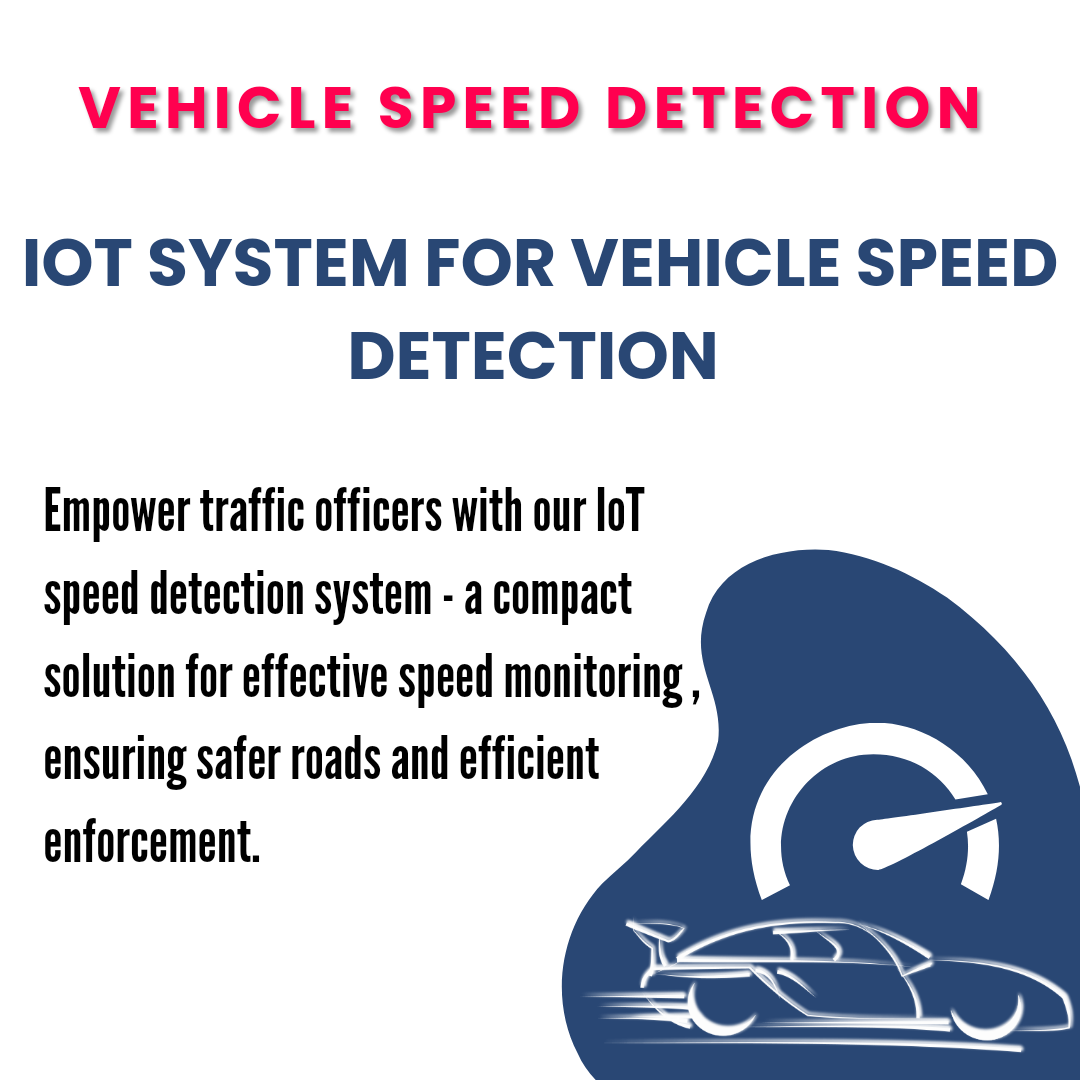 VEHICLE SPEED DETECTION
IOT SYSTEM FOR VEHICLE SPEED
DETECTION
Empower traffic officers with our IoT
speed detection system - a compact
solution for effective speed monitoring ,
ensuring safer roads and efficient
enforcement.